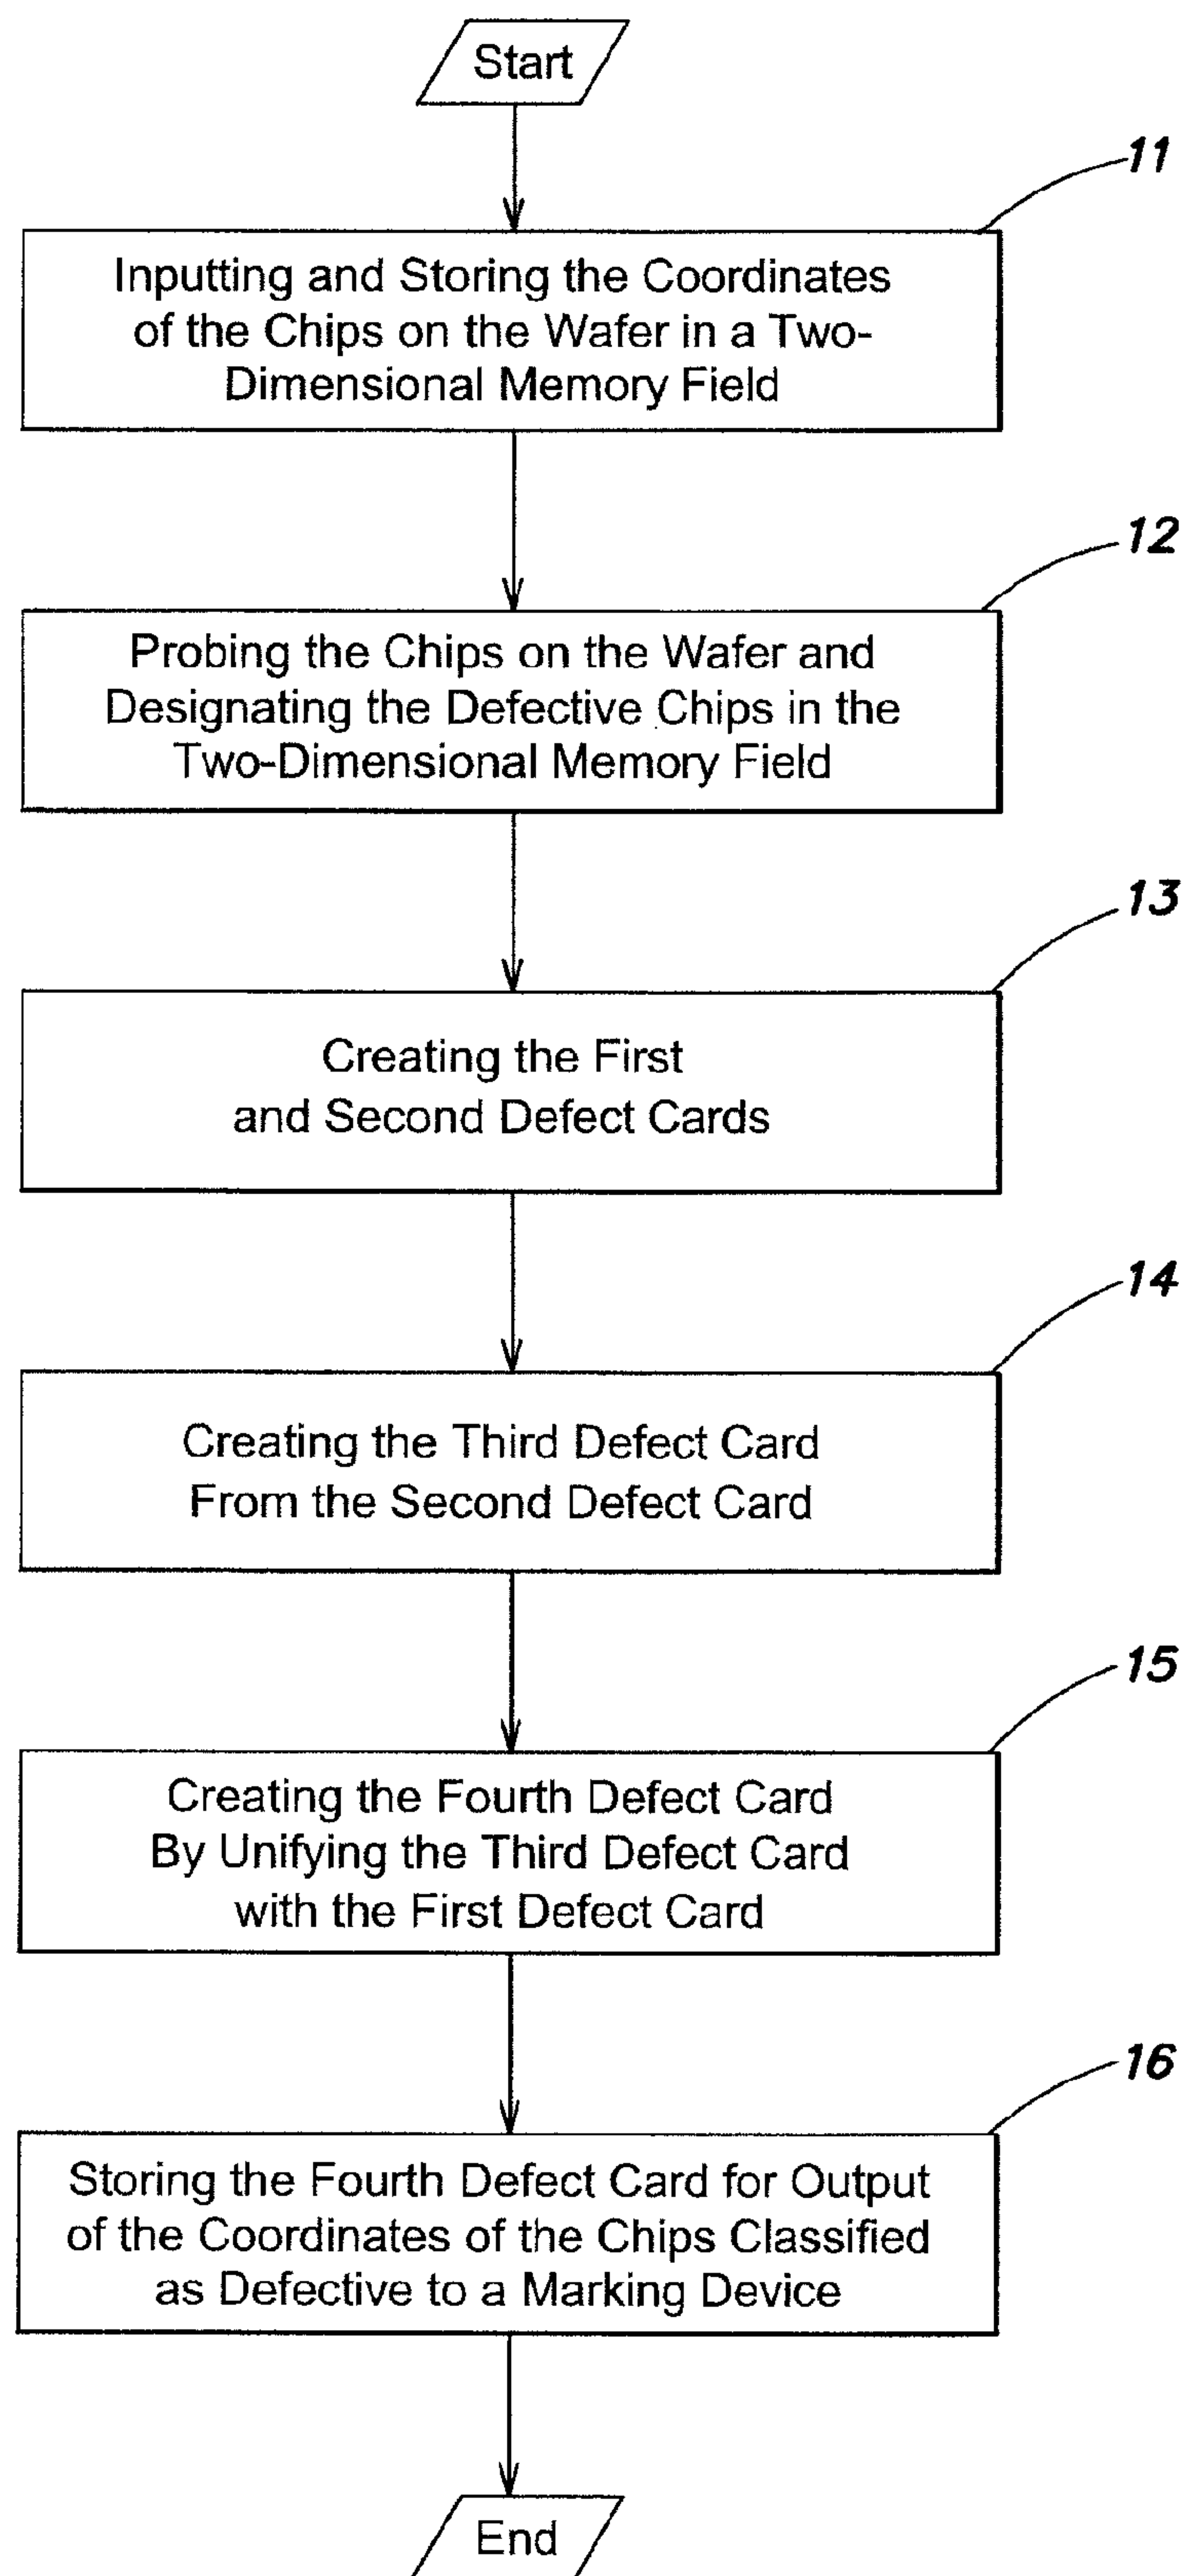 Start
11
Inputting and Storing the Coordinates
of the Chips on the Wafer in a Two-
Dimensional Memory Field
12
Probing the Chips on the Wafer and
Designating the Defective Chips in the
Two-Dimensional Memory Field
13
Creating the First
and Second Defect Cards
14
Creating the Third Defect Card
From the Second Defect Card
15
Creating the Fourth Defect Card
By Unifying the Third Defect Card
with the First Defect Card
16
Storing the Fourth Defect Card for Output
of the Coordinates of the Chips Classified
as Defective to a Marking Device
End